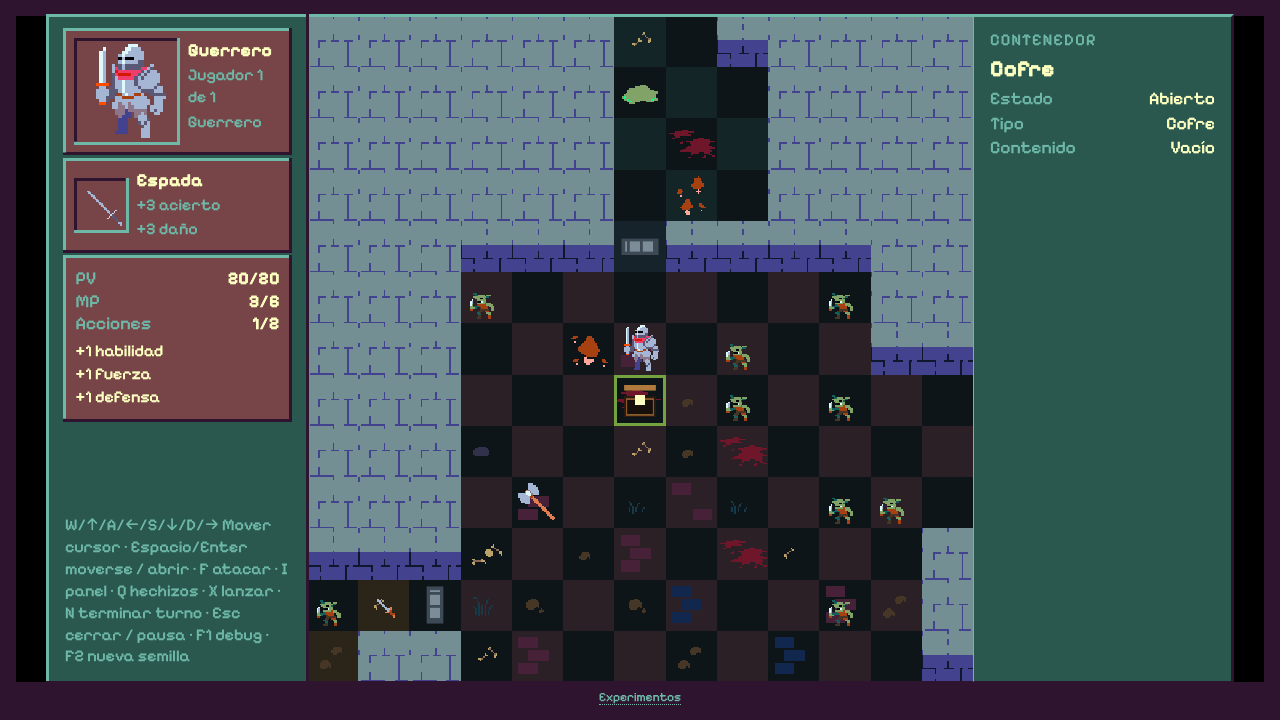 Guerrero
Jugador 1
de 1
Guerrero
Espada
+3 acierto
+3 daño
PV 80/80
MP 3/6
Acciones 1/3
+1 habilidad
+1 fuerza
+1 defensa
W/↑/A/←/S/↓/D/→ Mover
cursor · Espacio/Enter
moverse / abrir · F atacar · I
panel · Q hechizos · X lanzar ·
N terminar turno · Esc
cerrar / pausa · F1 debug ·
F2 nueva semilla
CONTENEDOR
Cofre
Estado Abierto
Tipo Cofre
Contenido Vacío
Experimentos